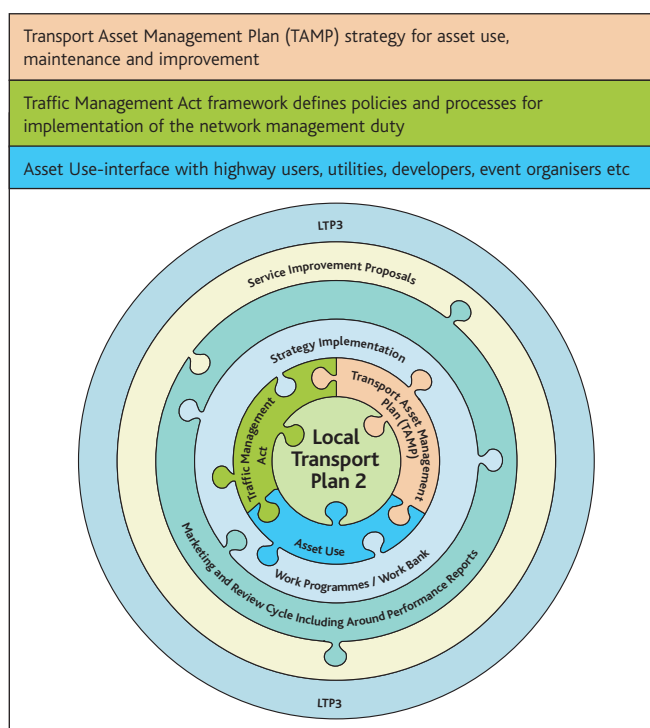 Transport Asset Management Plan (TAMP) strategy for asset use,
maintenance and improvement
Traffic Management Act framework defines policies and processes for
implementation of the network management duty
Asset Use-interface with highway users, utilities, developers, event organisers etc
LTP3
Service Improvement Proposals
Strategy Implementation
Transport Asset Management
Plan (TAMP)
Traffic Management
Act
Local
Transport
Plan 2
Asset Use
Work Programmes / Work Bank
Marketing and Review Cycle Including Around Performance Reports
LTP3